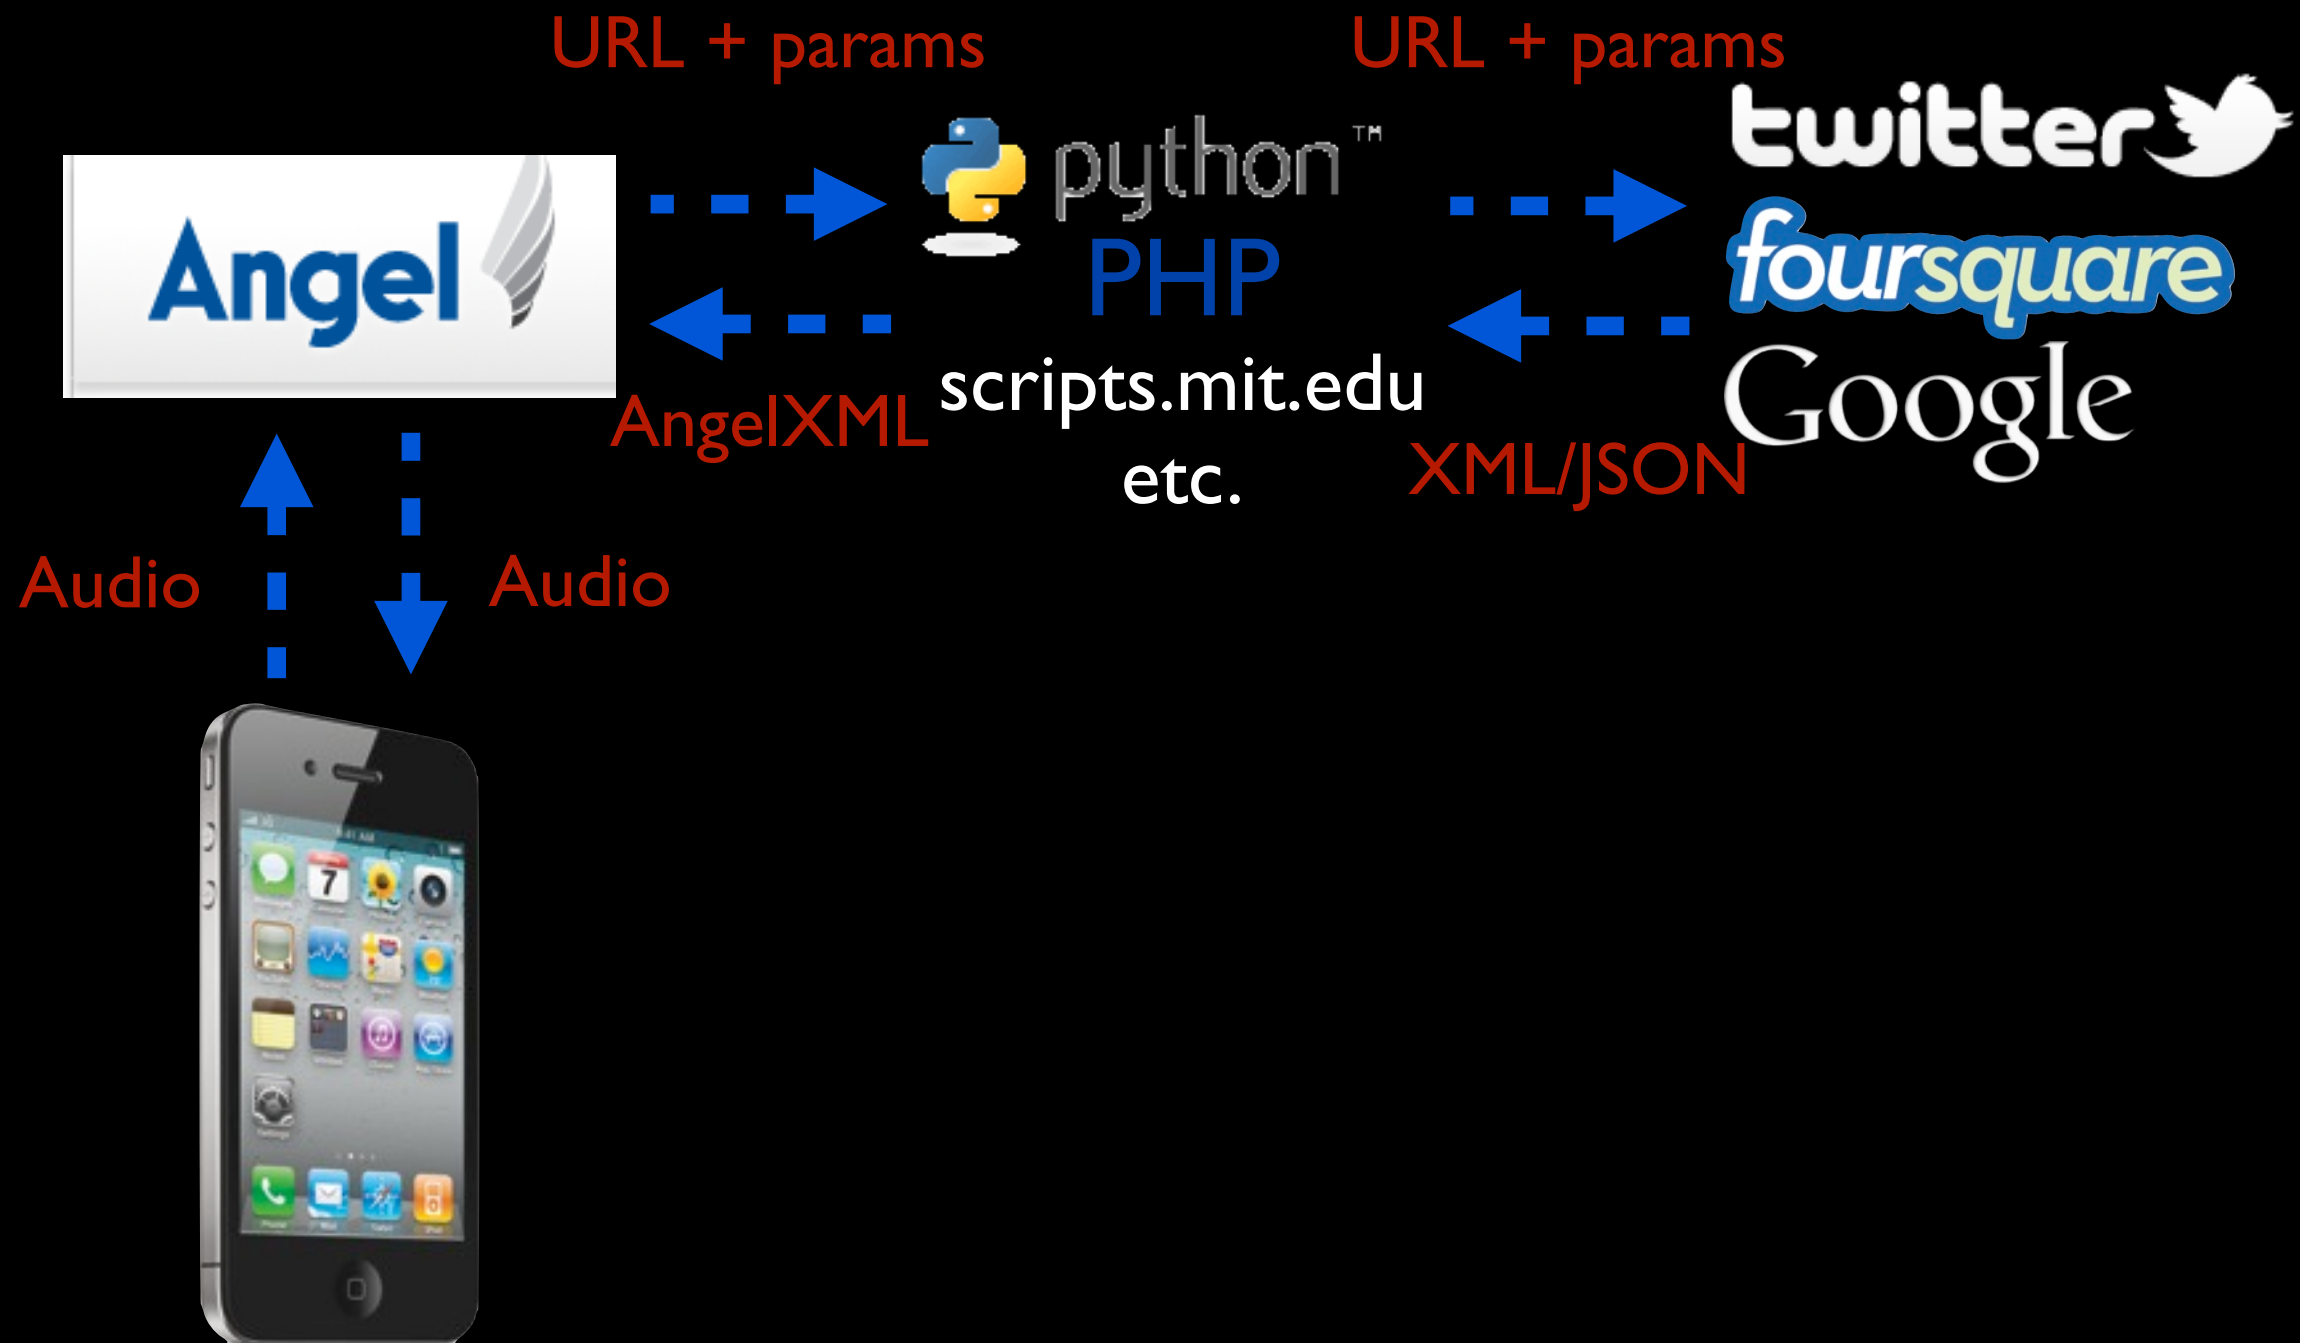 URL + params
URL + params
Angel
python™
twitter
foursquare
Google
PHP
scripts.mit.edu
etc.
AngelXML
XML/JSON
Audio
Audio
7